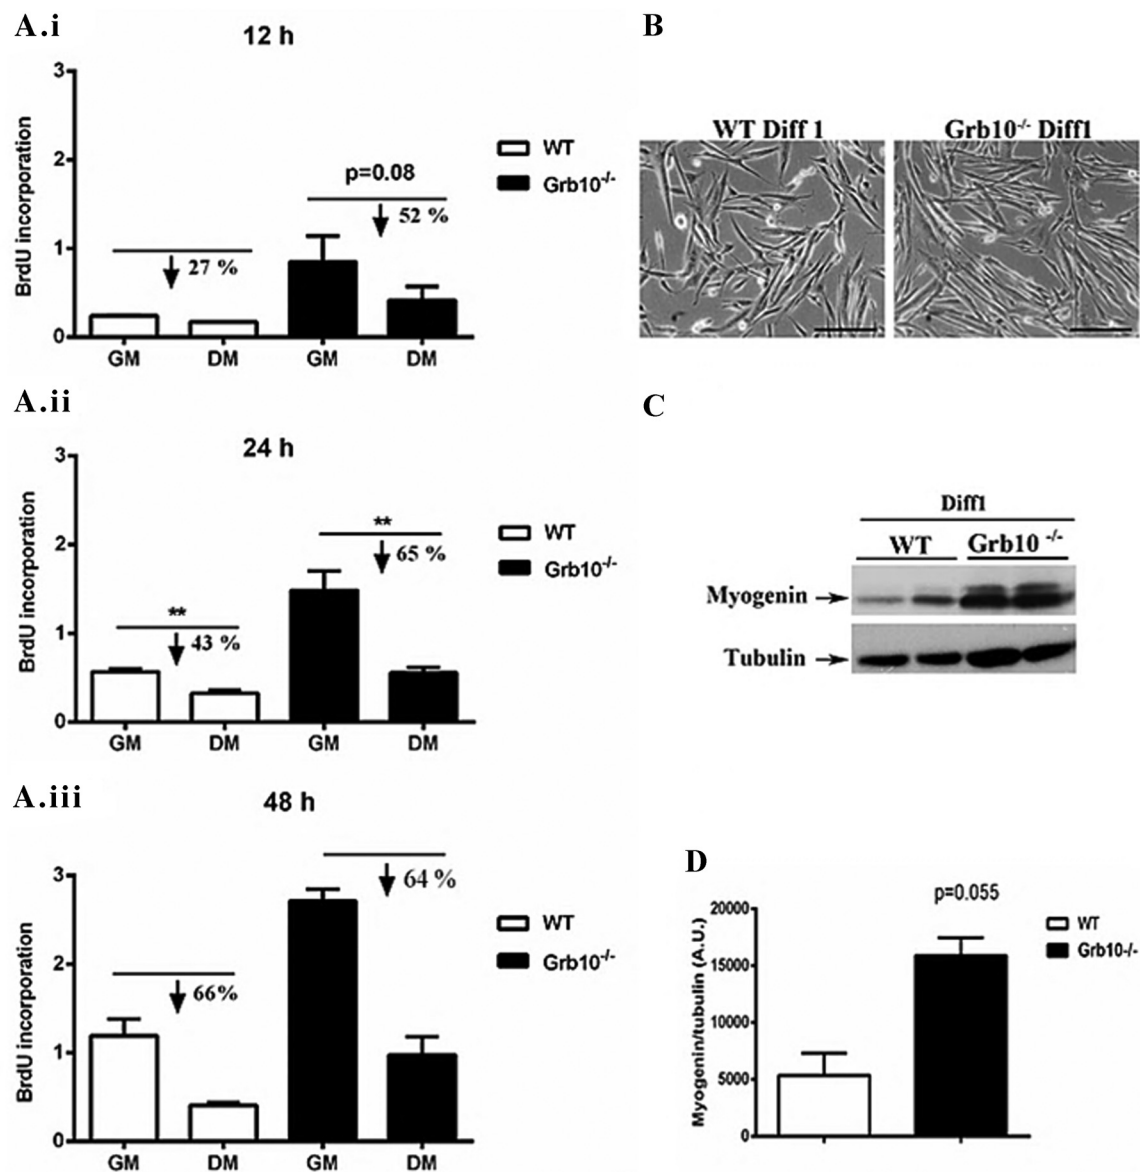 A.i
12 h
BrdU incorporation
3
2
1
0
27 %
p=0.08
52 %
GM DM GM DM
WT
Grb10-/-
A.ii
24 h
BrdU incorporation
3
2
1
0
**
43 %
**
65 %
GM DM GM DM
WT
Grb10-/-
A.iii
48 h
BrdU incorporation
3
2
1
0
66%
64 %
GM DM GM DM
WT
Grb10-/-
B
WT Diff 1
Grb10-/- Diff1
C
Diff1
WT Grb10 -/-
Myogenin
Tubulin
D
p=0.055
Myogenin/tubulin (A.U.)
20000
15000
10000
5000
0
WT
Grb10-/-